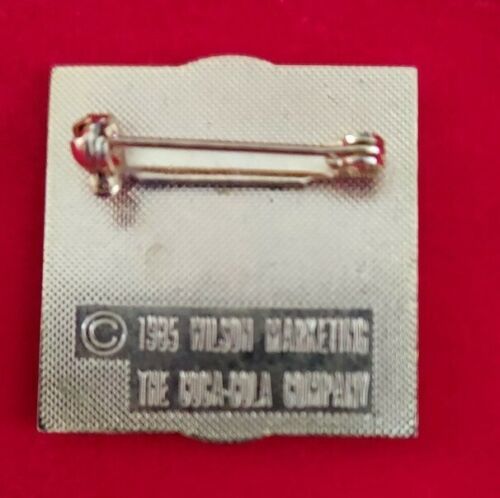 © 1985 WILSON MARKETING
THE COCA-COLA COMPANY